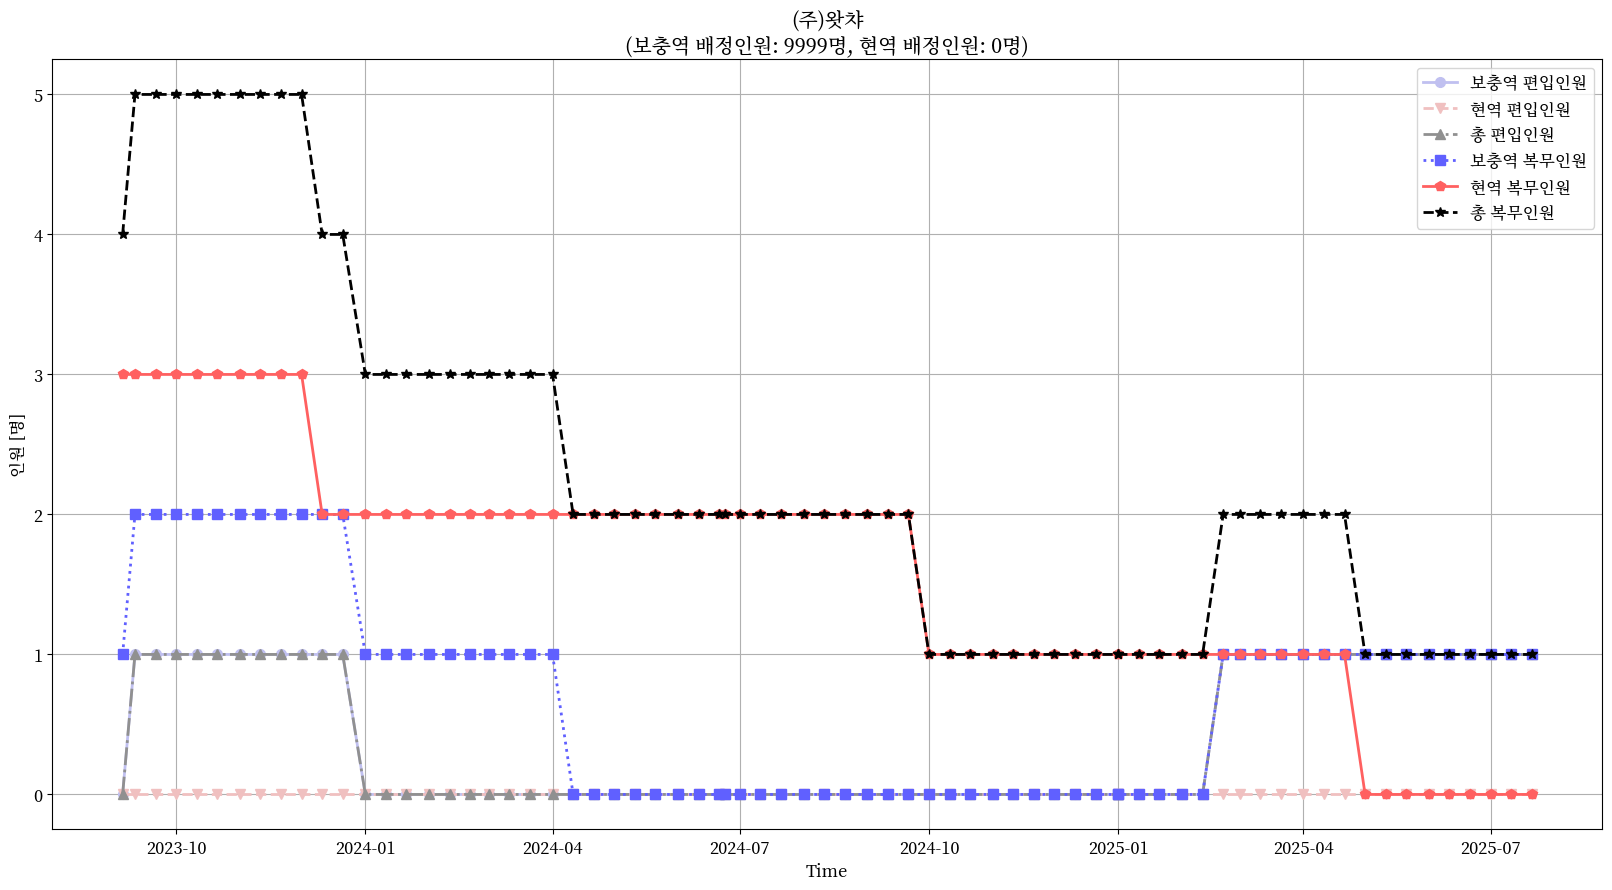 (주)왓챠
(보충역 배정인원: 9999명, 현역 배정인원: 0명)
보충역 편입인원
현역 편입인원
총 편입인원
보충역 복무인원
현역 복무인원
총 복무인원
인원 [명]
5
4
3
2
1
0
2023-10
2024-01
2024-04
2024-07
2024-10
2025-01
2025-04
2025-07
Time